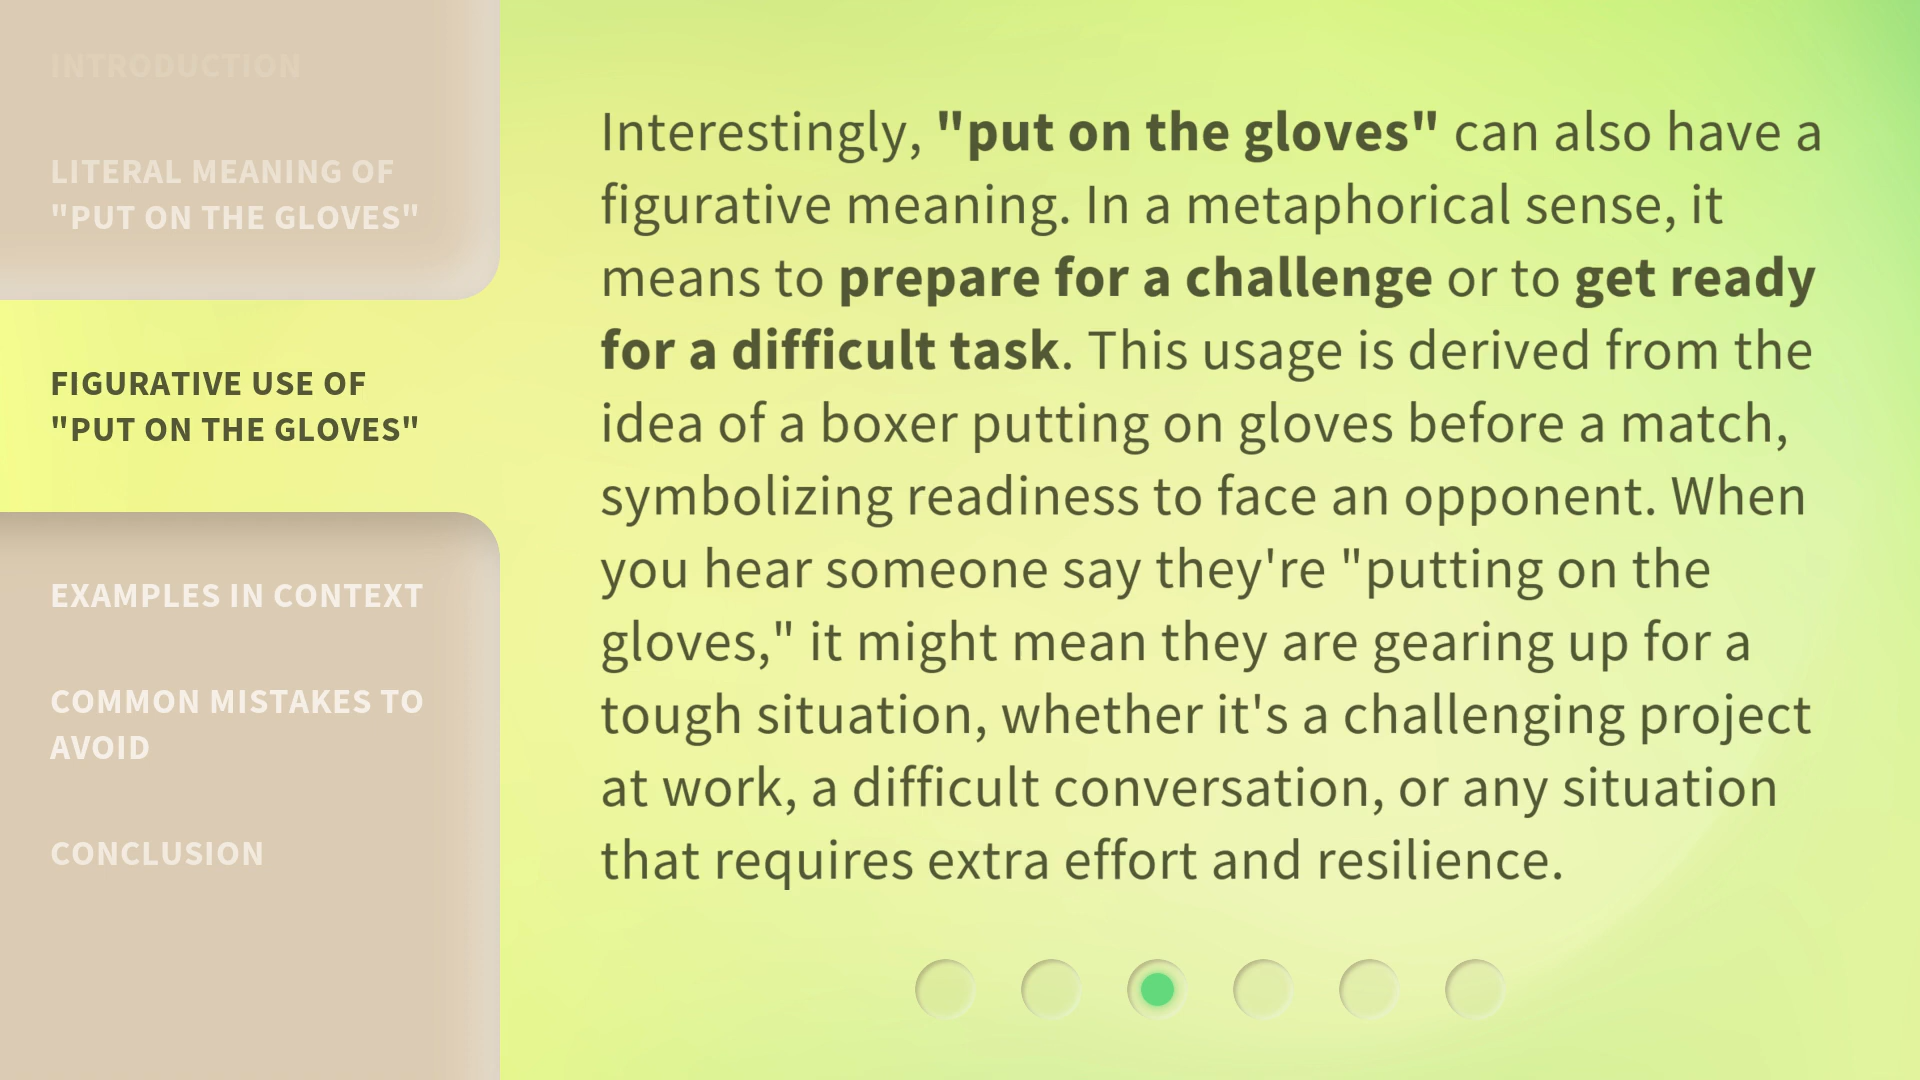 INTRODUCTION
LITERAL MEANING OF
"PUT ON THE GLOVES"
FIGURATIVE USE OF
"PUT ON THE GLOVES"
EXAMPLES IN CONTEXT
COMMON MISTAKES TO
AVOID
CONCLUSION
Interestingly, "put on the gloves" can also have a
figurative meaning. In a metaphorical sense, it
means to prepare for a challenge or to get ready
for a difficult task. This usage is derived from the
idea of a boxer putting on gloves before a match,
symbolizing readiness to face an opponent. When
you hear someone say they're "putting on the
gloves," it might mean they are gearing up for a
tough situation, whether it's a challenging project
at work, a difficult conversation, or any situation
that requires extra effort and resilience.